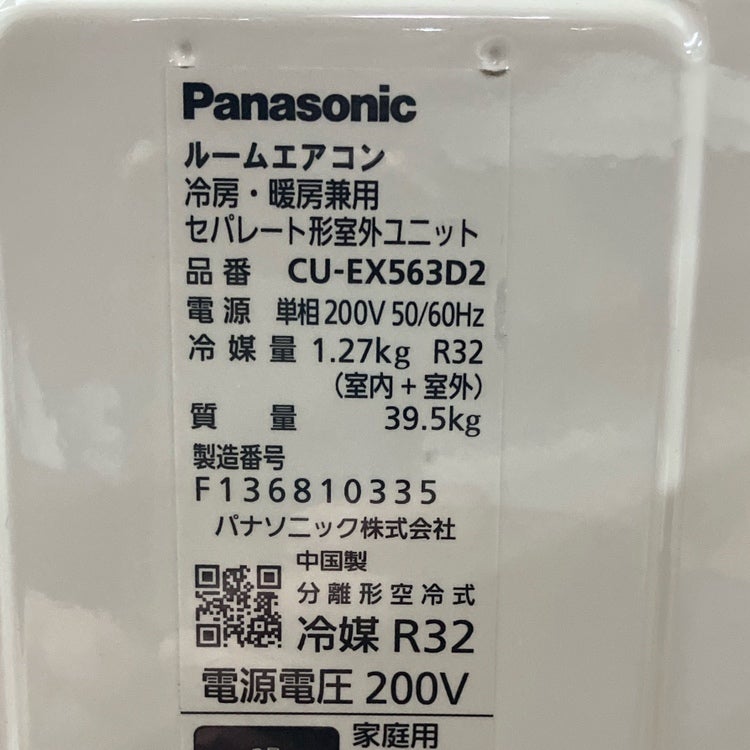 Panasonic
ルームエアコン
冷房・暖房兼用
セパレート形室外ユニット
品番 CU-EX563D2
電源 単相200V 50/60Hz
冷媒量 1.27kg R32
(室内+室外)
質量 39.5kg
製造番号
F136810335
パナソニック株式会社
中国製
分離形空冷式
冷媒 R32
電源電圧 200V
家庭用